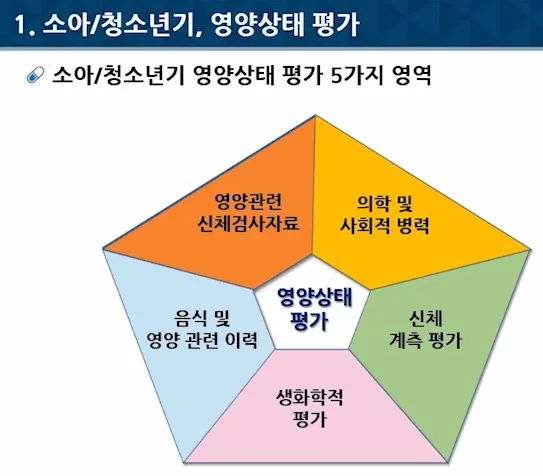 1. 소아/청소년기, 영양상태 평가
소아/청소년기 영양상태 평가 5가지 영역
영양관련
신체검사자료
의학 및
사회적 병력
영양상태
평가
음식 및
영양 관련 이력
신체
계측 평가
생화학적
평가